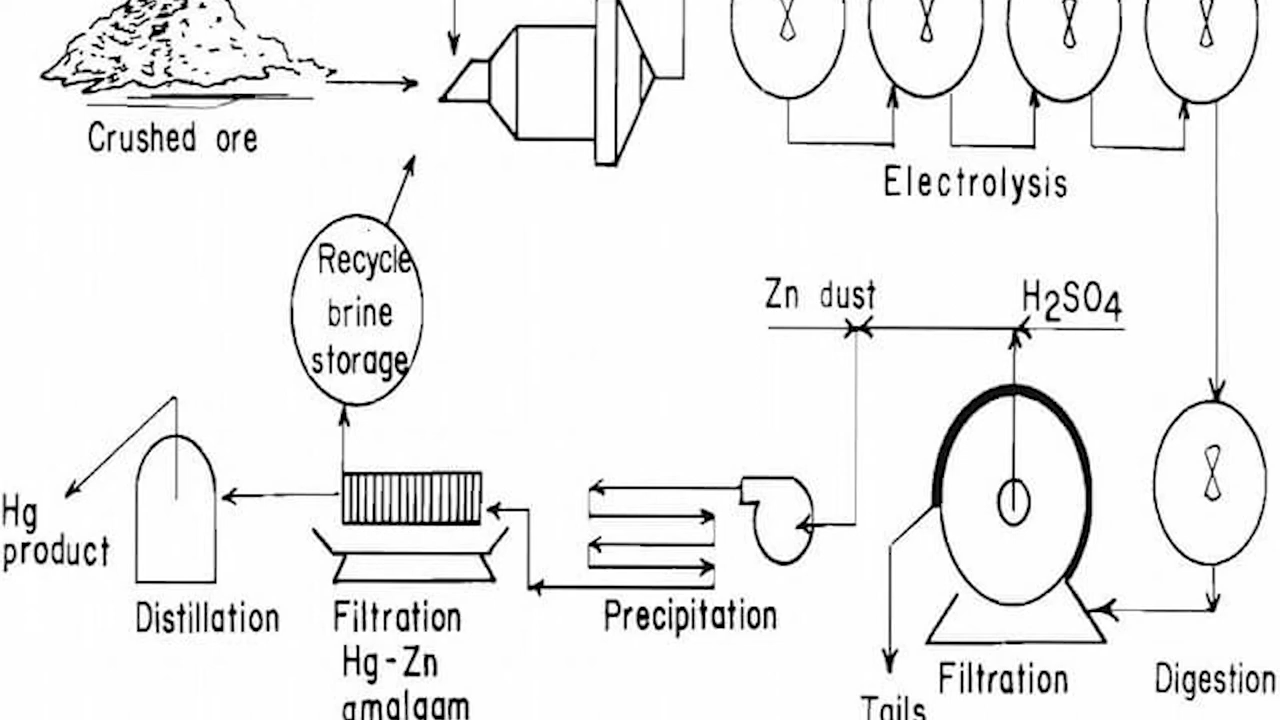 Crushed ore
Electrolysis
Recycle
brine
storage
Zn dust
H₂SO₄
Hg
product
Distillation
Filtration
Hg-Zn
amalgam
Precipitation
Tails
Filtration
Digestion